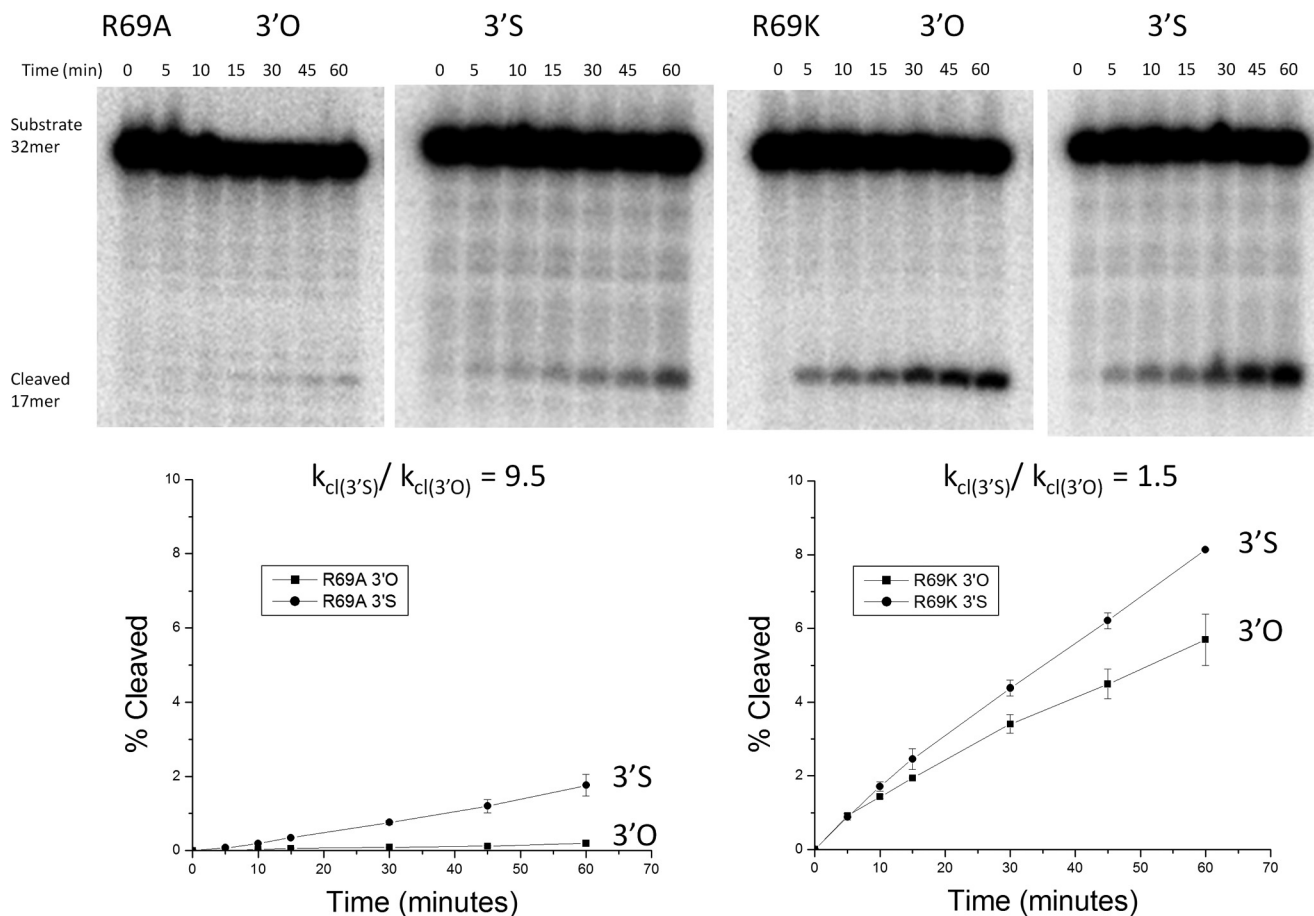 R69A 3'O 3'S R69K 3'O 3'S
Time (min) 0 5 10 15 30 45 60 0 5 10 15 30 45 60 0 5 10 15 30 45 60 0 5 10 15 30 45 60
Substrate
32mer
Cleaved
17mer
kcl(3'S)/ kcl(3'O) = 9.5
10
8
6
4
2
0
% Cleaved
R69A 3'O
R69A 3'S
3'S
3'O
0 10 20 30 40 50 60 70
Time (minutes)
kcl(3'S)/ kcl(3'O) = 1.5
10
8
6
4
2
0
% Cleaved
R69K 3'O
R69K 3'S
3'S
3'O
0 10 20 30 40 50 60 70
Time (minutes)